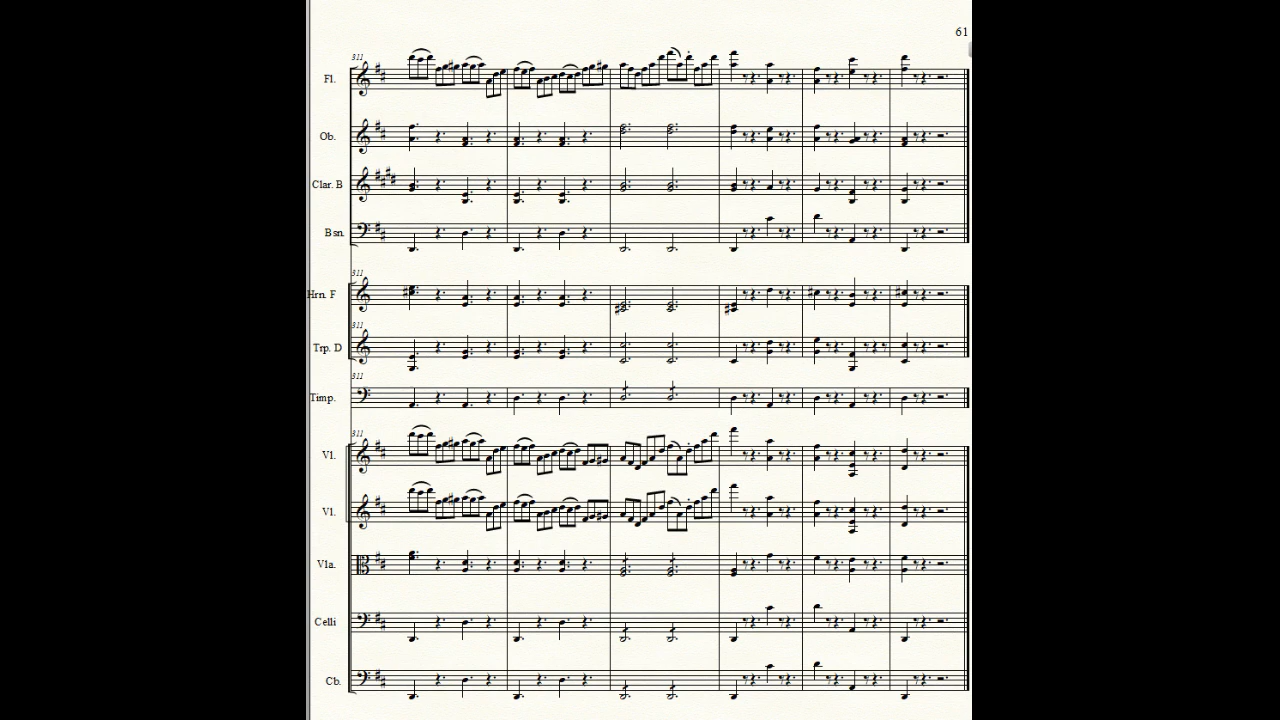 61
311
Fl.
Ob.
Clar. B
Bsn.
311
Hrn. F
311
Trp. D
311
Timp.
311
Vl.
Vl.
Vla.
Celli
Cb.